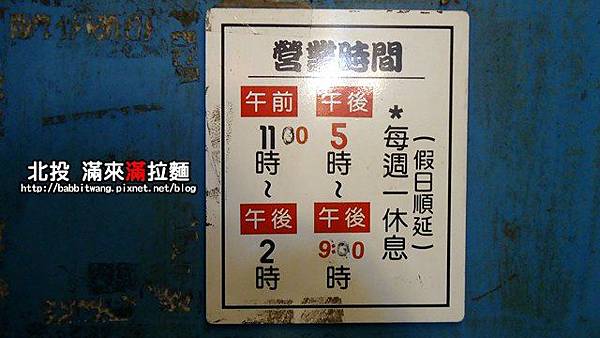 營業時間
午前
11 00
時
~
午後
2
時
午後
5
時
~
午後
9:00
時
*每週一休息
(假日順延)
北投 滿來滿拉麵
http://babbitwang.pixnet.net/blog